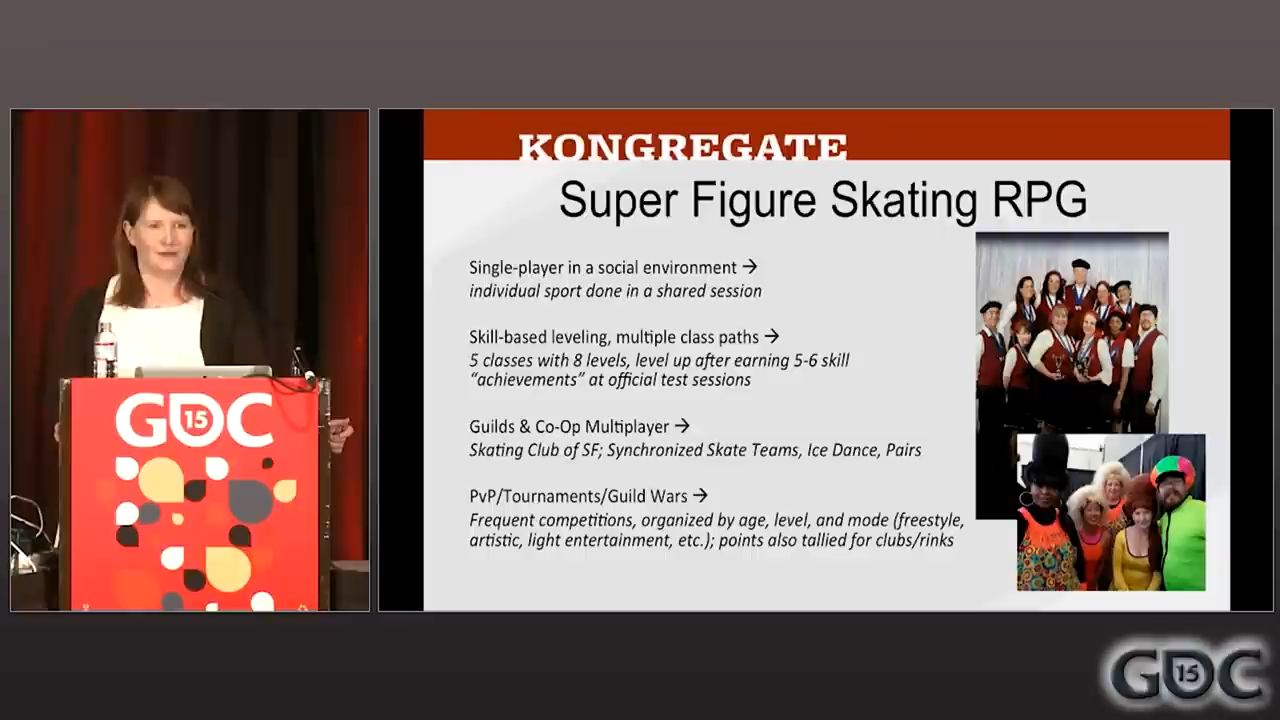 KONGREGATE
Super Figure Skating RPG
Single-player in a social environment →
individual sport done in a shared session
Skill-based leveling, multiple class paths →
5 classes with 8 levels, level up after earning 5-6 skill
“achievements” at official test sessions
Guilds & Co-Op Multiplayer →
Skating Club of SF; Synchronized Skate Teams, Ice Dance, Pairs
PvP/Tournaments/Guild Wars →
Frequent competitions, organized by age, level, and mode (freestyle,
artistic, light entertainment, etc.); points also tallied for clubs/rinks
GDC
15
GDC
15